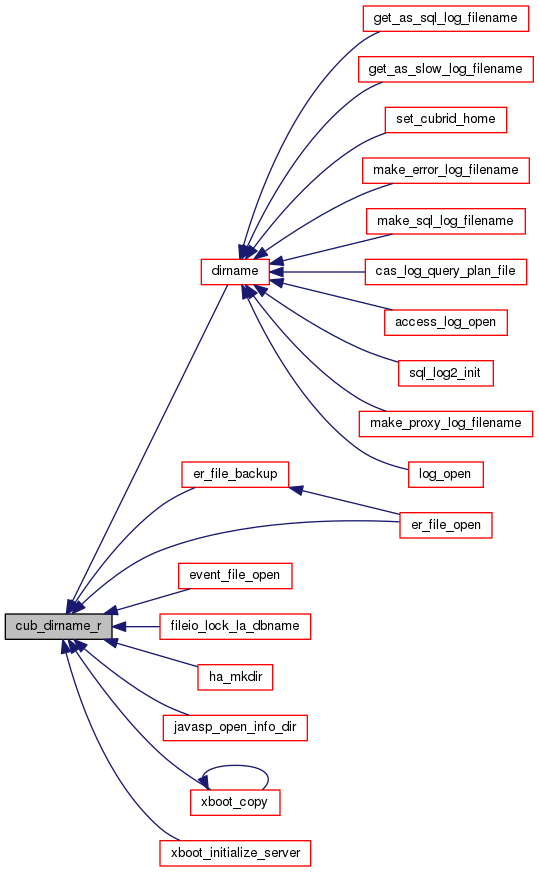 get_as_sql_log_filename
get_as_slow_log_filename
set_cubrid_home
make_error_log_filename
make_sql_log_filename
dirname
cas_log_query_plan_file
access_log_open
sql_log2_init
make_proxy_log_filename
log_open
er_file_backup
er_file_open
event_file_open
cub_dirname_r
fileio_lock_la_dbname
ha_mkdir
javasp_open_info_dir
xboot_copy
xboot_initialize_server